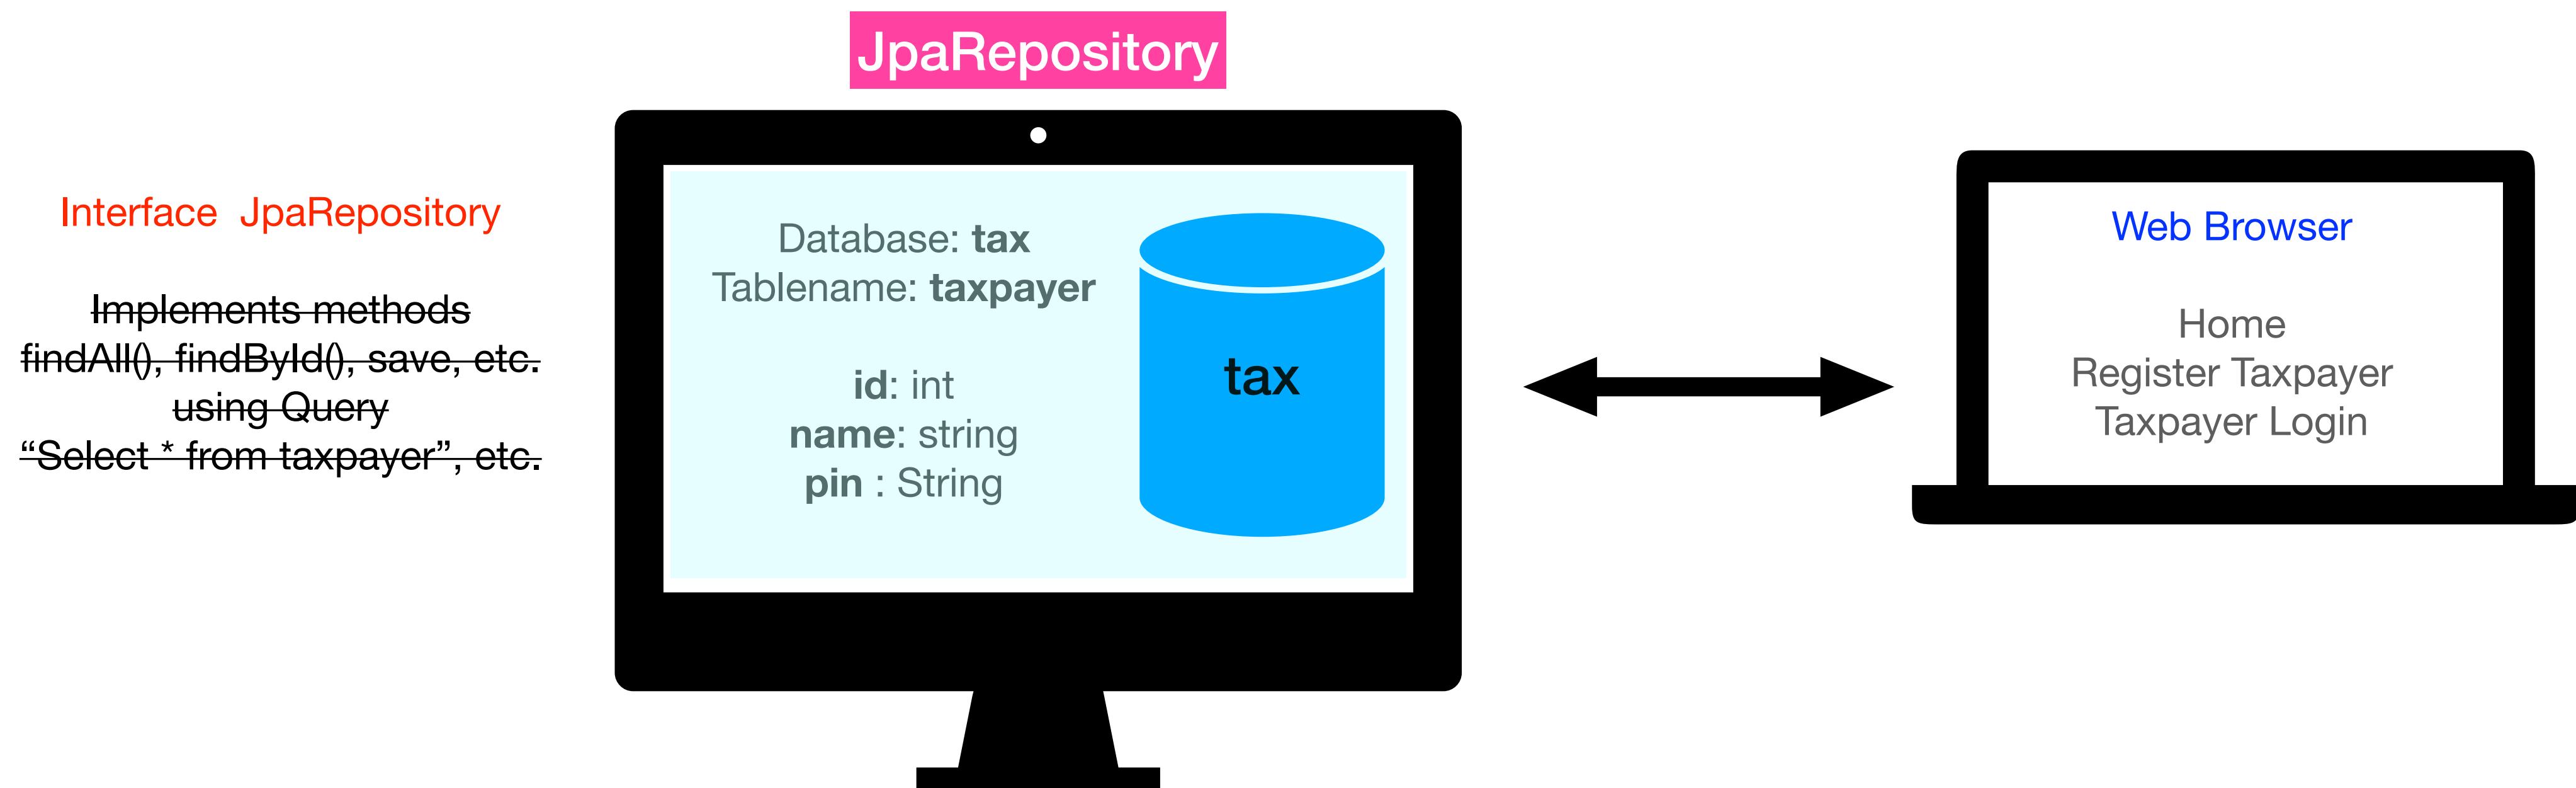 JpaRepository
Interface JpaRepository
Implements methods
findAll(), findById(), save, etc.
using Query
“Select * from taxpayer”, etc.
Database: tax
Tablename: taxpayer
id: int
name: string
pin : String
tax
Web Browser
Home
Register Taxpayer
Taxpayer Login